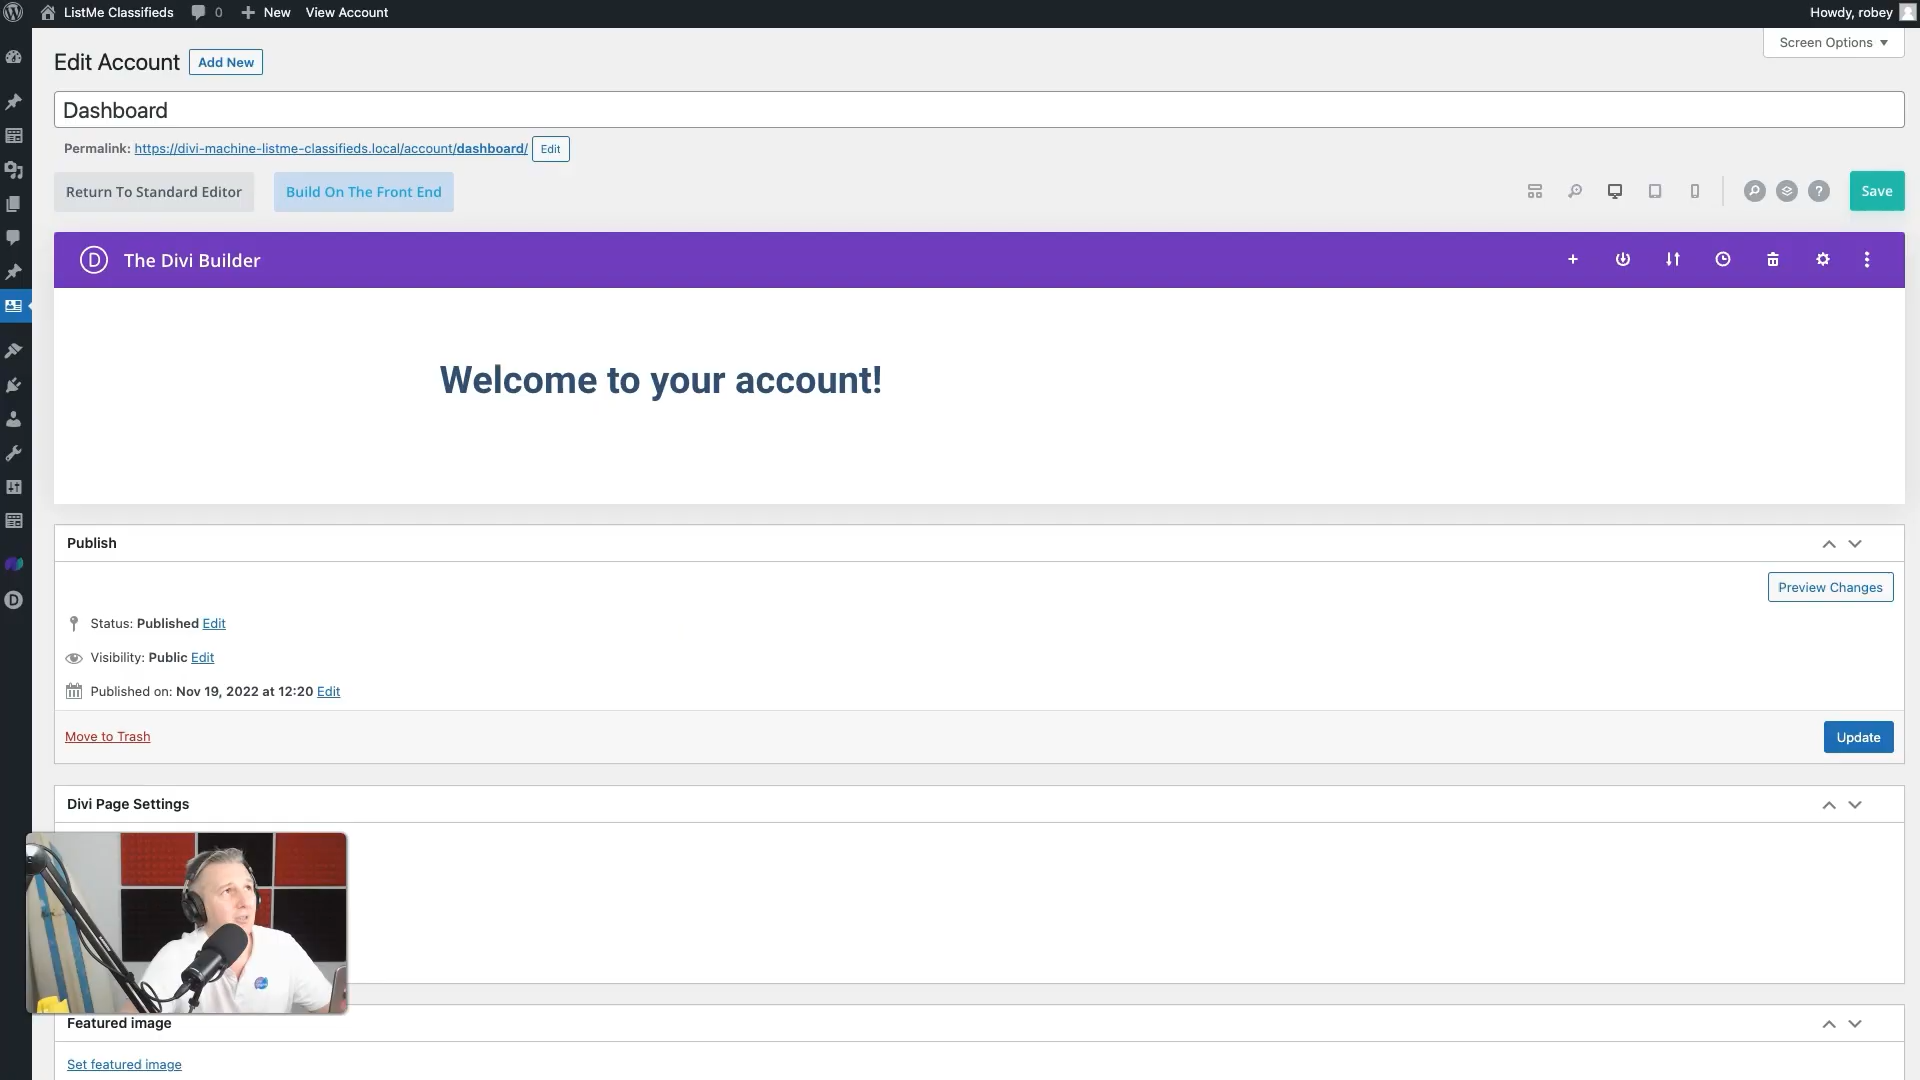 ListMe Classifieds 0 New View Account Howdy, robey
Screen Options
Edit Account Add New
Dashboard
Permalink: https://divi-machine-listme-classifieds.local/account/dashboard/ Edit
Return To Standard Editor Build On The Front End ? Save
D The Divi Builder
Welcome to your account!
Publish
Preview Changes
Status: Published Edit
Visibility: Public Edit
Published on: Nov 19, 2022 at 12:20 Edit
Move to Trash Update
Divi Page Settings
Featured image
Set featured image